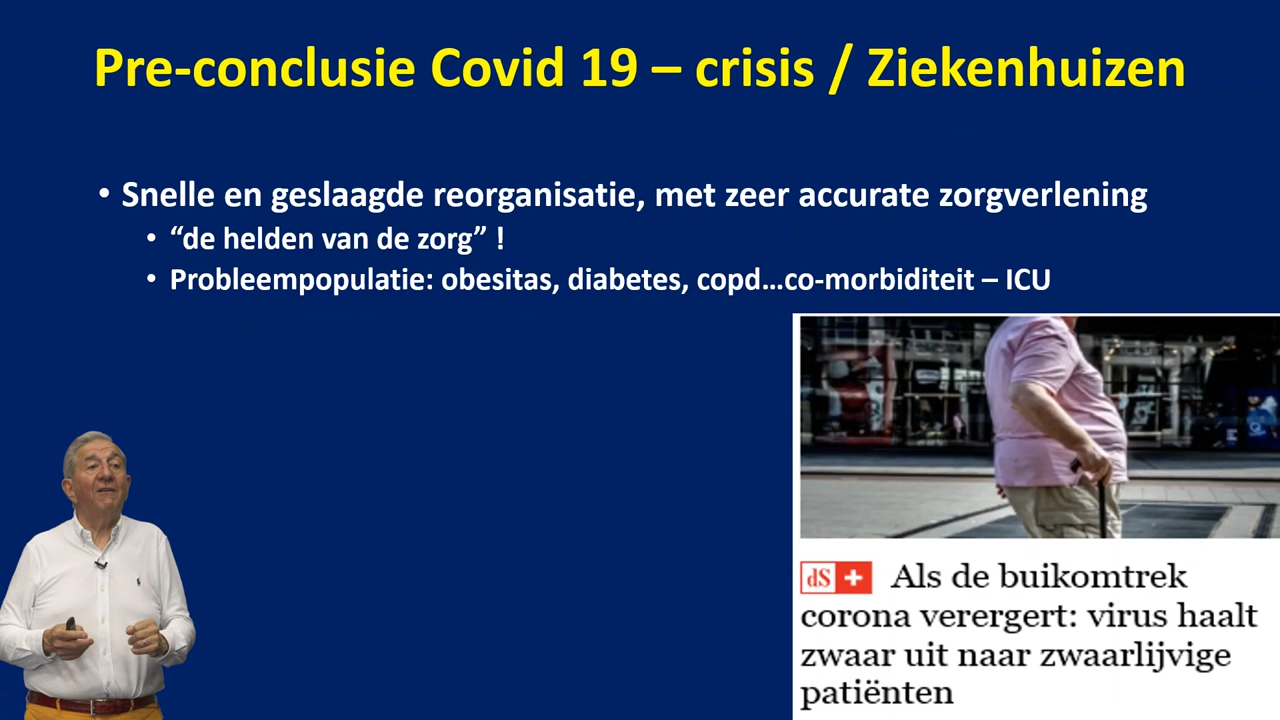 Pre-conclusie Covid 19 – crisis / Ziekenhuizen
• Snelle en geslaagde reorganisatie, met zeer accurate zorgverlening
• “de helden van de zorg” !
• Probleempopulatie: obesitas, diabetes, copd…co-morbiditeit – ICU
dS + Als de buikomtrek
corona verergert: virus haalt
zwaar uit naar zwaarlijvige
patiënten